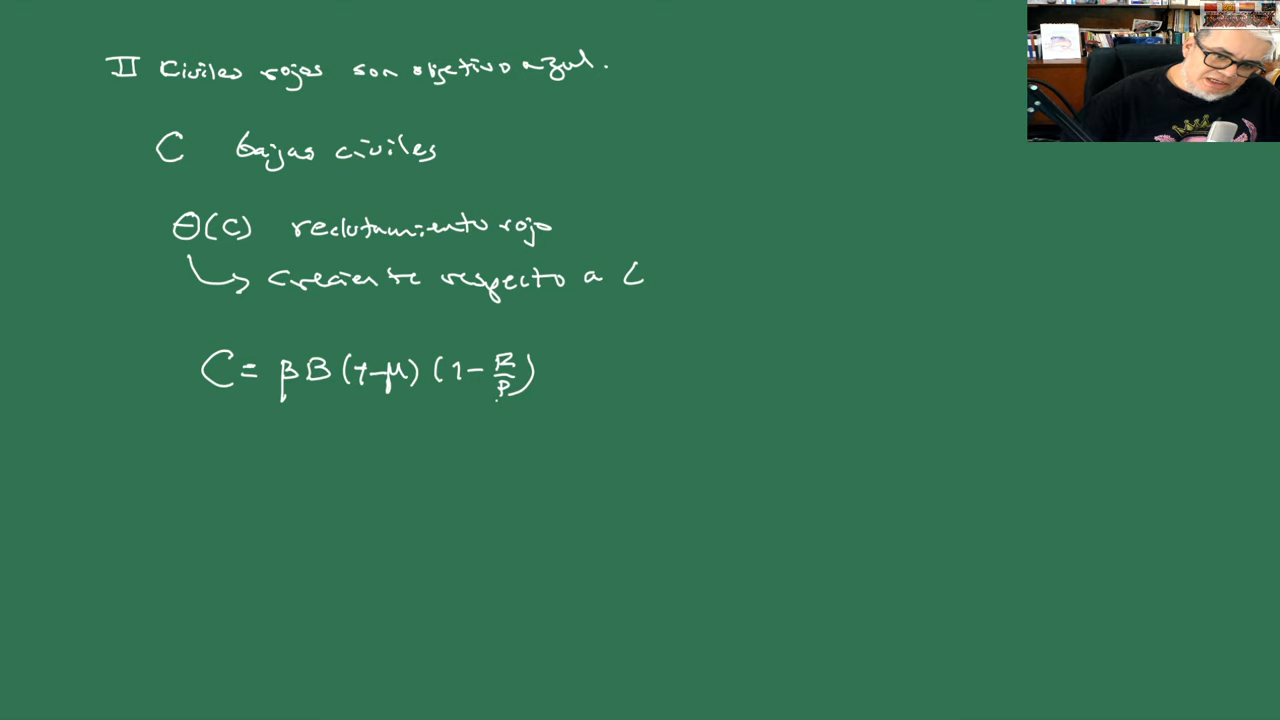 II Civiles rojos son objetivo azul.
C bajas civiles
θ(C) reclutamiento rojo
↳ creciente respecto a C
C = βB(1-μ)(1-R/P)